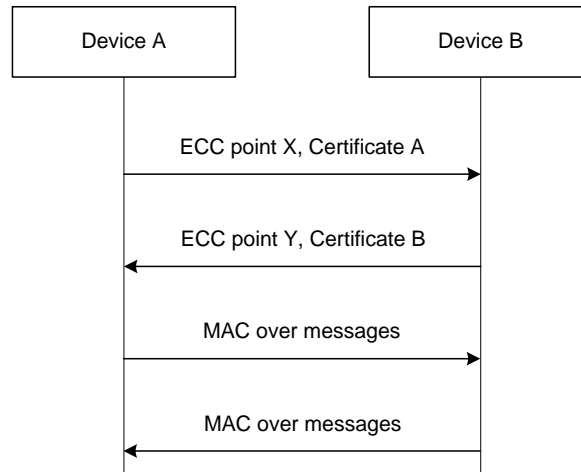 Device A
Device B
ECC point X, Certificate A
ECC point Y, Certificate B
MAC over messages
MAC over messages